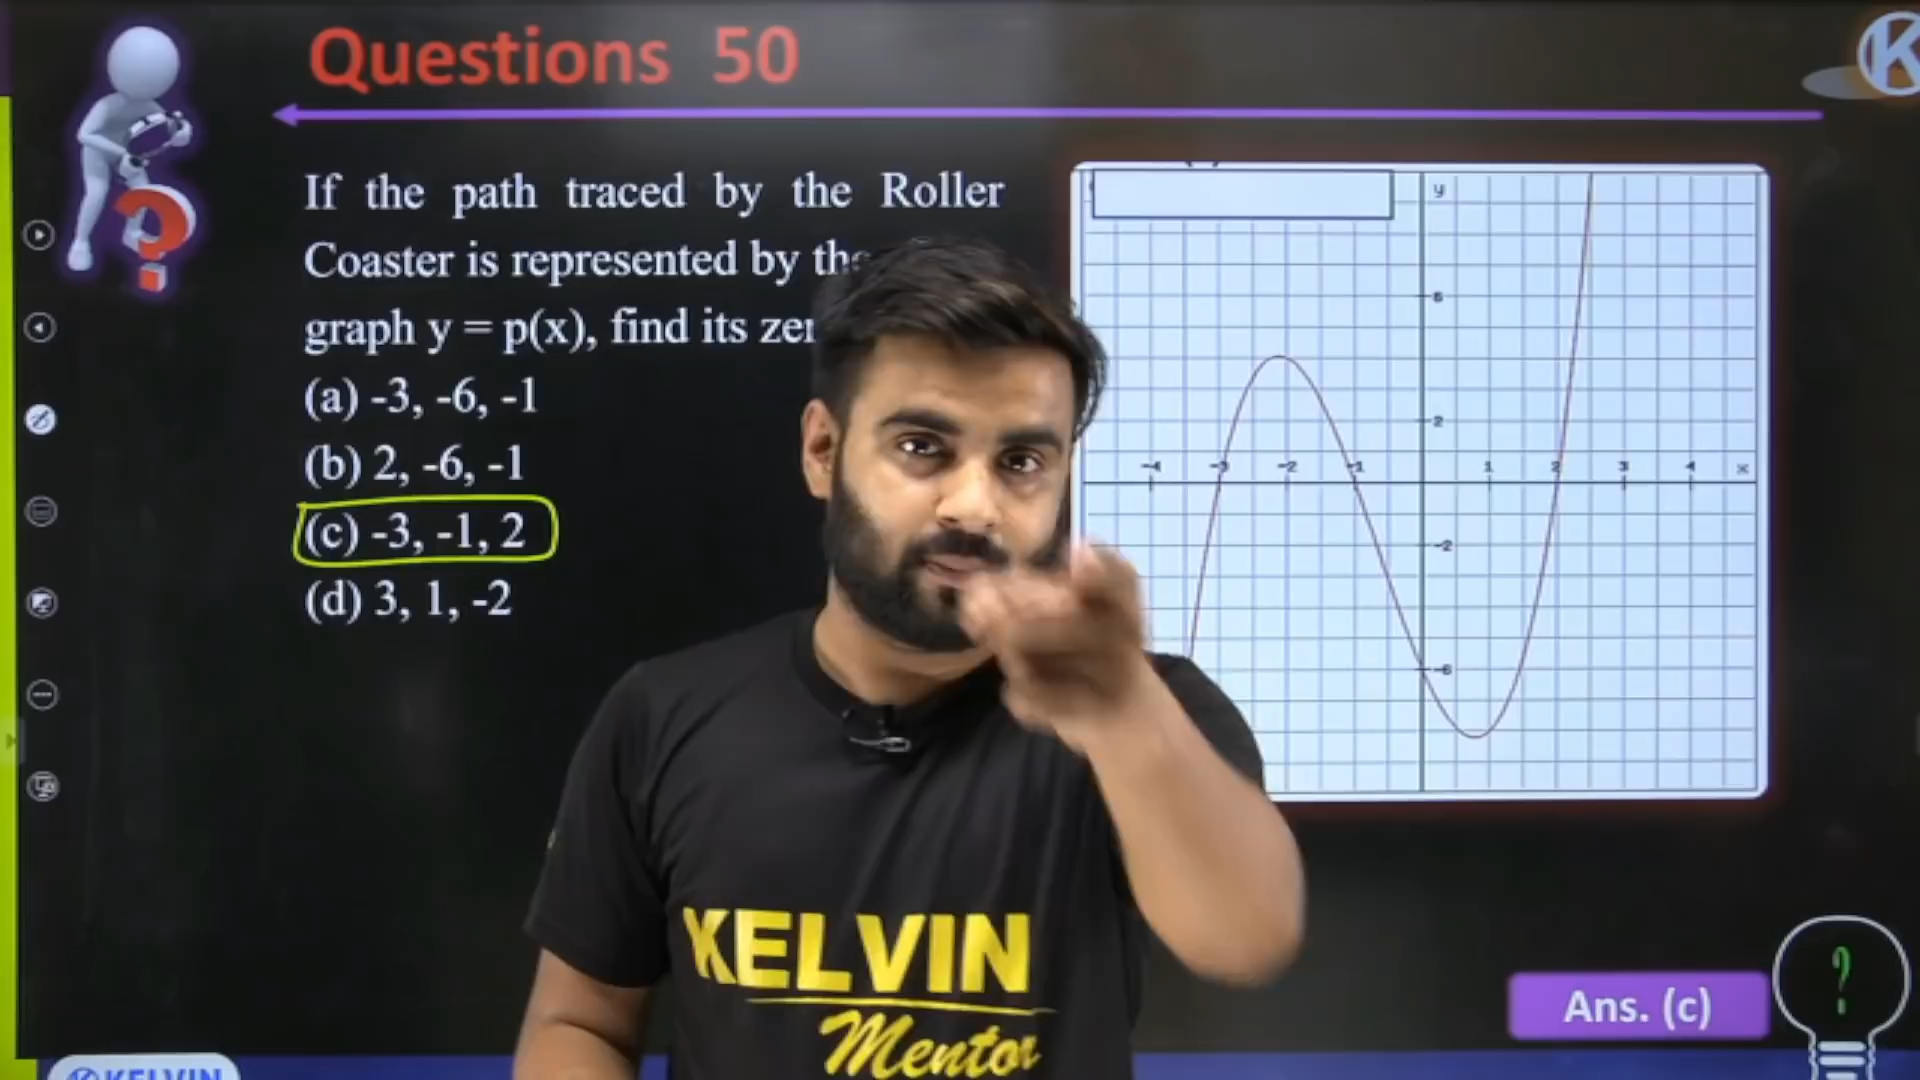 Questions 50
K
If the path traced by the Roller
Coaster is represented by the
graph y = p(x), find its
(a) -3, -6, -1
(b) 2, -6, -1
(c) -3, -1, 2
(d) 3, 1, -2
y
6
2
-4 -3 -2 -1 1 2 3 4 x
-2
-6
KELVIN
Mentor
Ans. (c)
?
KELVIN